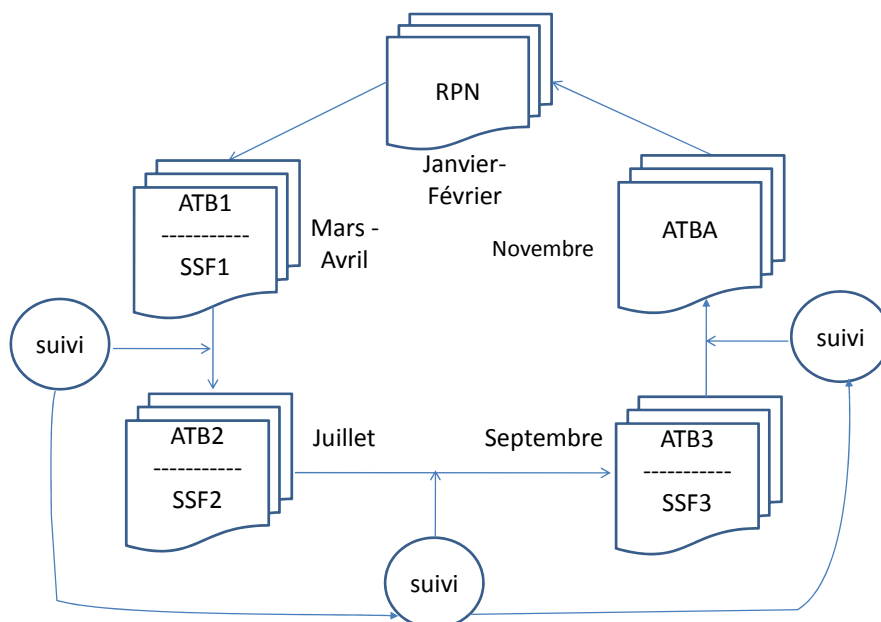 RPN
Janvier-
Février
ATB1
-----------
SSF1
Mars -
Avril
Novembre
ATBA
suivi
suivi
ATB2
-----------
SSF2
Juillet
Septembre
ATB3
-----------
SSF3
suivi